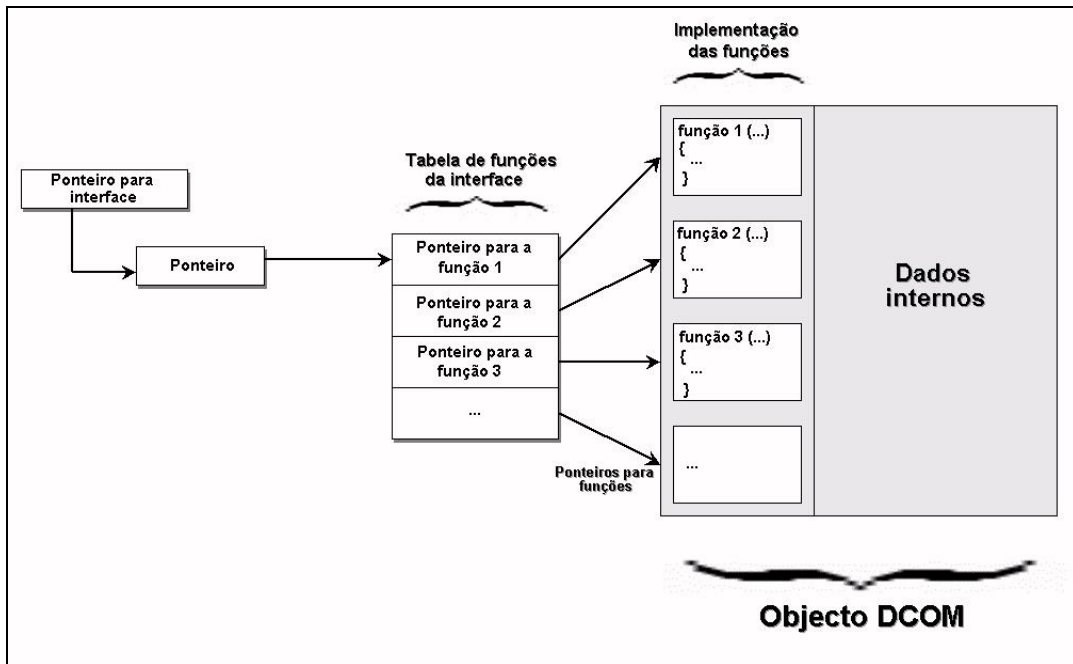 Implementação
das funções
Tabela de funções
da interface
Ponteiro para
interface
Ponteiro
Ponteiro para a
função 1
Ponteiro para a
função 2
Ponteiro para a
função 3
...
Ponteiros para
funções
função 1 (...)
{
...
}
função 2 (...)
{
...
}
função 3 (...)
{
...
}
...
Dados
internos
Objecto DCOM